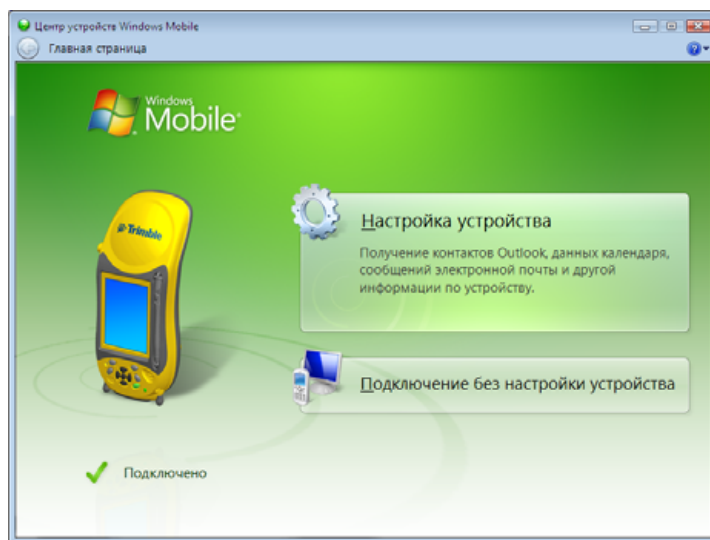 Центр устройств Windows Mobile
Главная страница
Windows
Mobile
Trimble
Настройка устройства
Получение контактов Outlook, данных календаря,
сообщений электронной почты и другой
информации по устройству.
Подключение без настройки устройства
Подключено